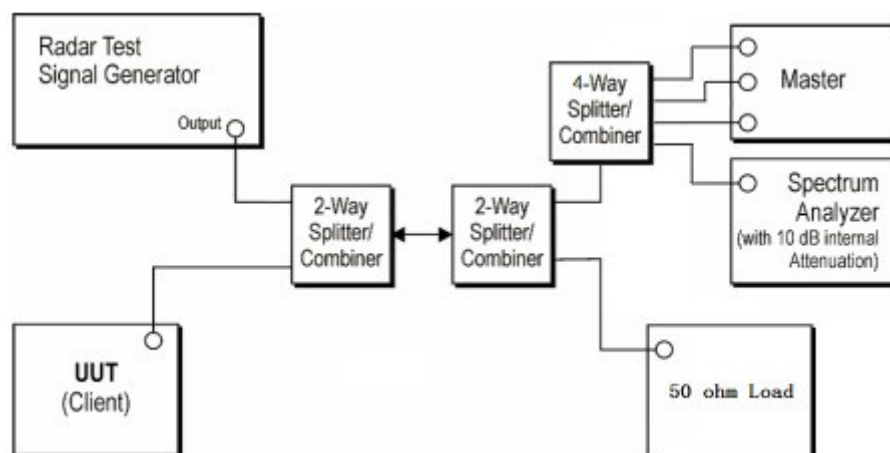 Radar Test
Signal Generator
Output
4-Way
Splitter/
Combiner
Master
2-Way
Splitter/
Combiner
2-Way
Splitter/
Combiner
Spectrum
Analyzer
(with 10 dB internal
Attenuation)
UUT
(Client)
50 ohm Load